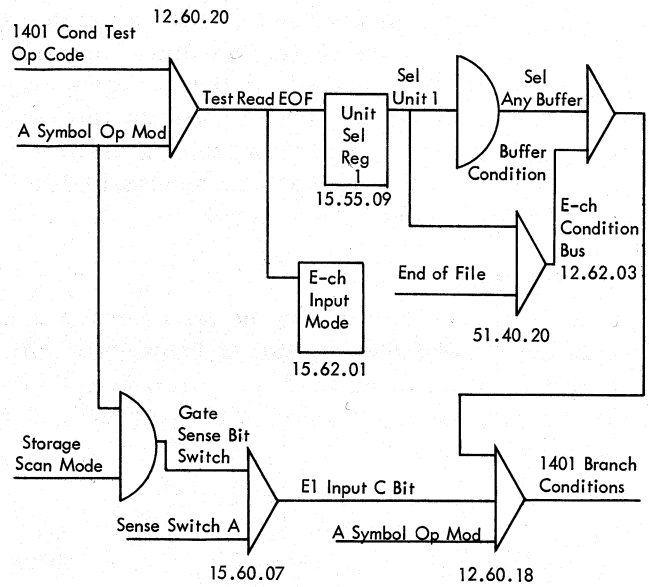 12.60.20
1401 Cond Test
Op Code
A Symbol Op Mod
Test Read EOF
Unit
Sel
Reg
1
15.55.09
Sel
Unit 1
Sel
Any Buffer
Buffer
Condition
E-ch
Condition
Bus
12.62.03
End of File
51.40.20
E-ch
Input
Mode
15.62.01
Storage
Scan Mode
Gate
Sense Bit
Switch
Sense Switch A
15.60.07
E1 Input C Bit
A Symbol Op Mod
12.60.18
1401 Branch
Conditions